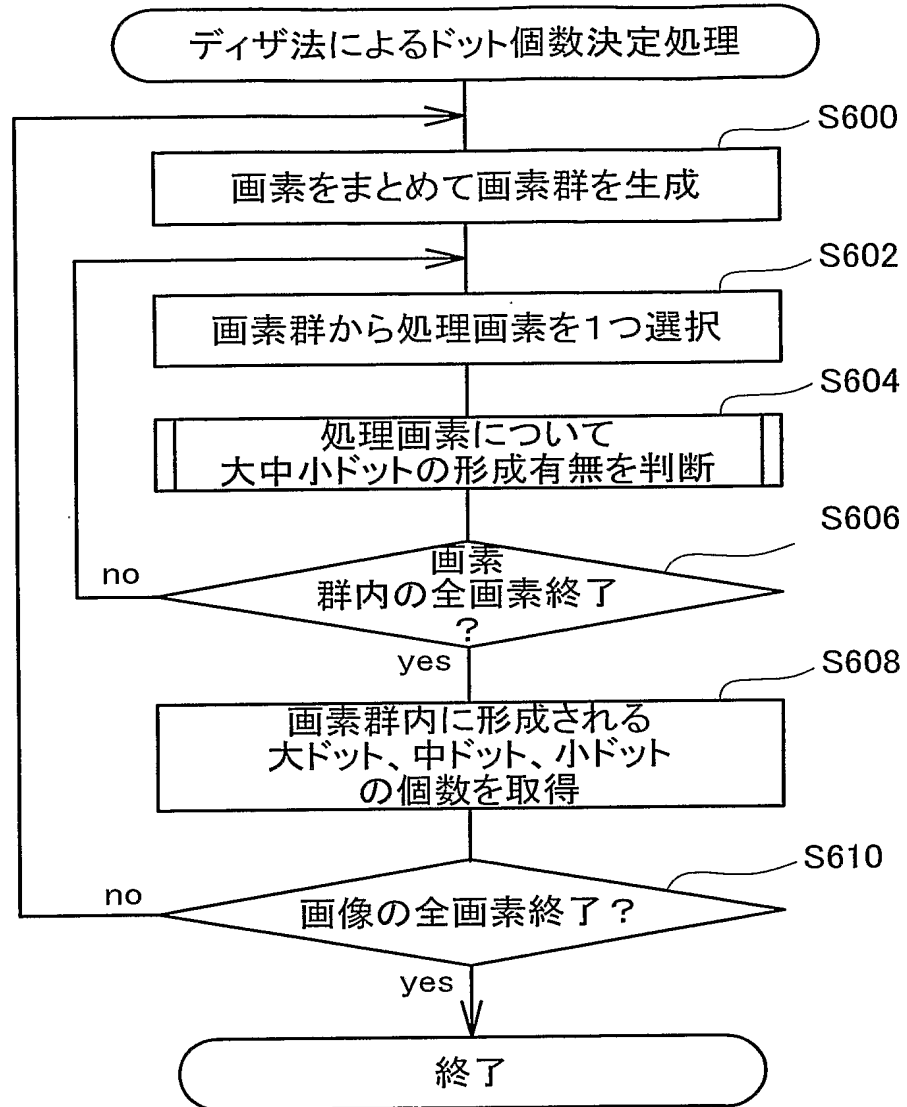 ディザ法によるドット個数決定処理
S600
画素をまとめて画素群を生成
S602
画素群から処理画素を1つ選択
S604
処理画素について
大中小ドットの形成有無を判断
S606
no
画素
群内の全画素終了
?
yes
S608
画素群内に形成される
大ドット、中ドット、小ドット
の個数を取得
S610
no
画像の全画素終了?
yes
終了